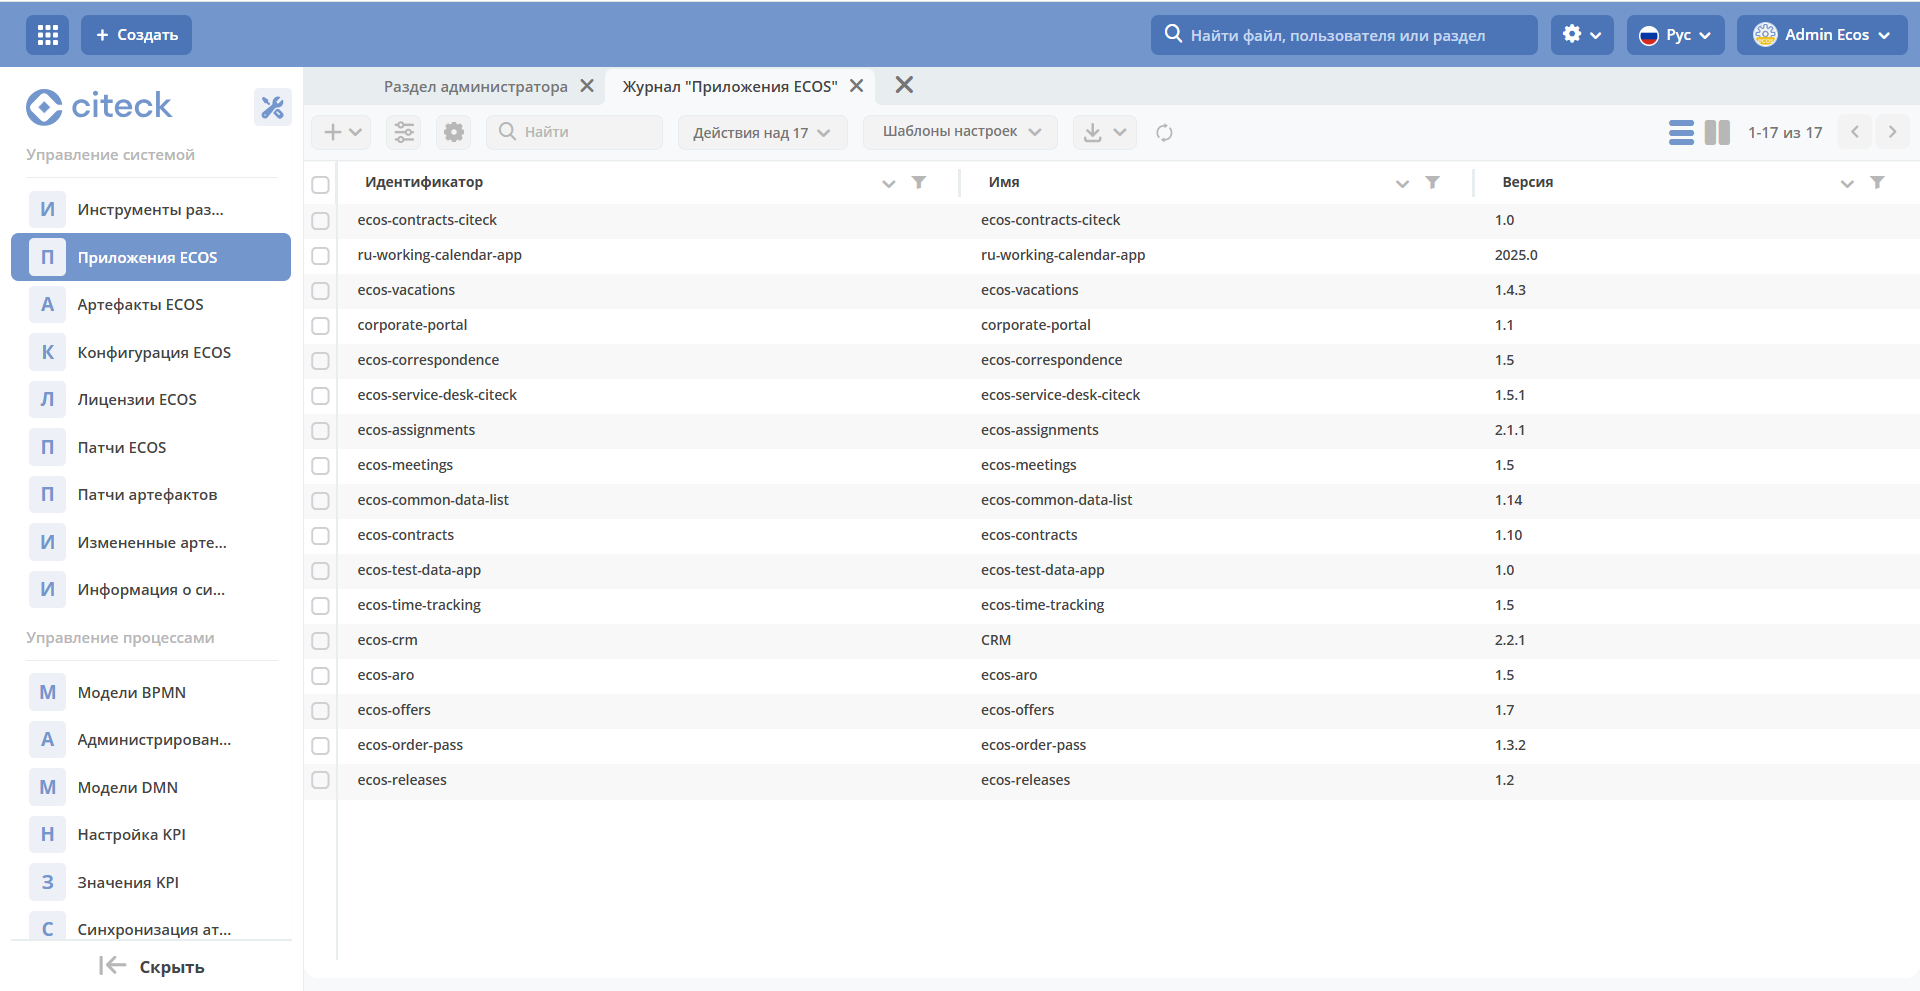 + Создать
Найти файл, пользователя или раздел
Рус
Admin Ecos
citeck
Управление системой
И Инструменты раз...
П Приложения ECOS
А Артефакты ECOS
К Конфигурация ECOS
Л Лицензии ECOS
П Патчи ECOS
П Патчи артефактов
И Измененные арте...
И Информация о си...
Управление процессами
М Модели BPMN
А Администрирован...
М Модели DMN
Н Настройка KPI
З Значения KPI
С Синхронизация ат...
Скрыть
Раздел администратора
Журнал "Приложения ECOS"
Найти
Действия над 17
Шаблоны настроек
1-17 из 17
Идентификатор Имя Версия
ecos-contracts-citeck ecos-contracts-citeck 1.0
ru-working-calendar-app ru-working-calendar-app 2025.0
ecos-vacations ecos-vacations 1.4.3
corporate-portal corporate-portal 1.1
ecos-correspondence ecos-correspondence 1.5
ecos-service-desk-citeck ecos-service-desk-citeck 1.5.1
ecos-assignments ecos-assignments 2.1.1
ecos-meetings ecos-meetings 1.5
ecos-common-data-list ecos-common-data-list 1.14
ecos-contracts ecos-contracts 1.10
ecos-test-data-app ecos-test-data-app 1.0
ecos-time-tracking ecos-time-tracking 1.5
ecos-crm CRM 2.2.1
ecos-aro ecos-aro 1.5
ecos-offers ecos-offers 1.7
ecos-order-pass ecos-order-pass 1.3.2
ecos-releases ecos-releases 1.2